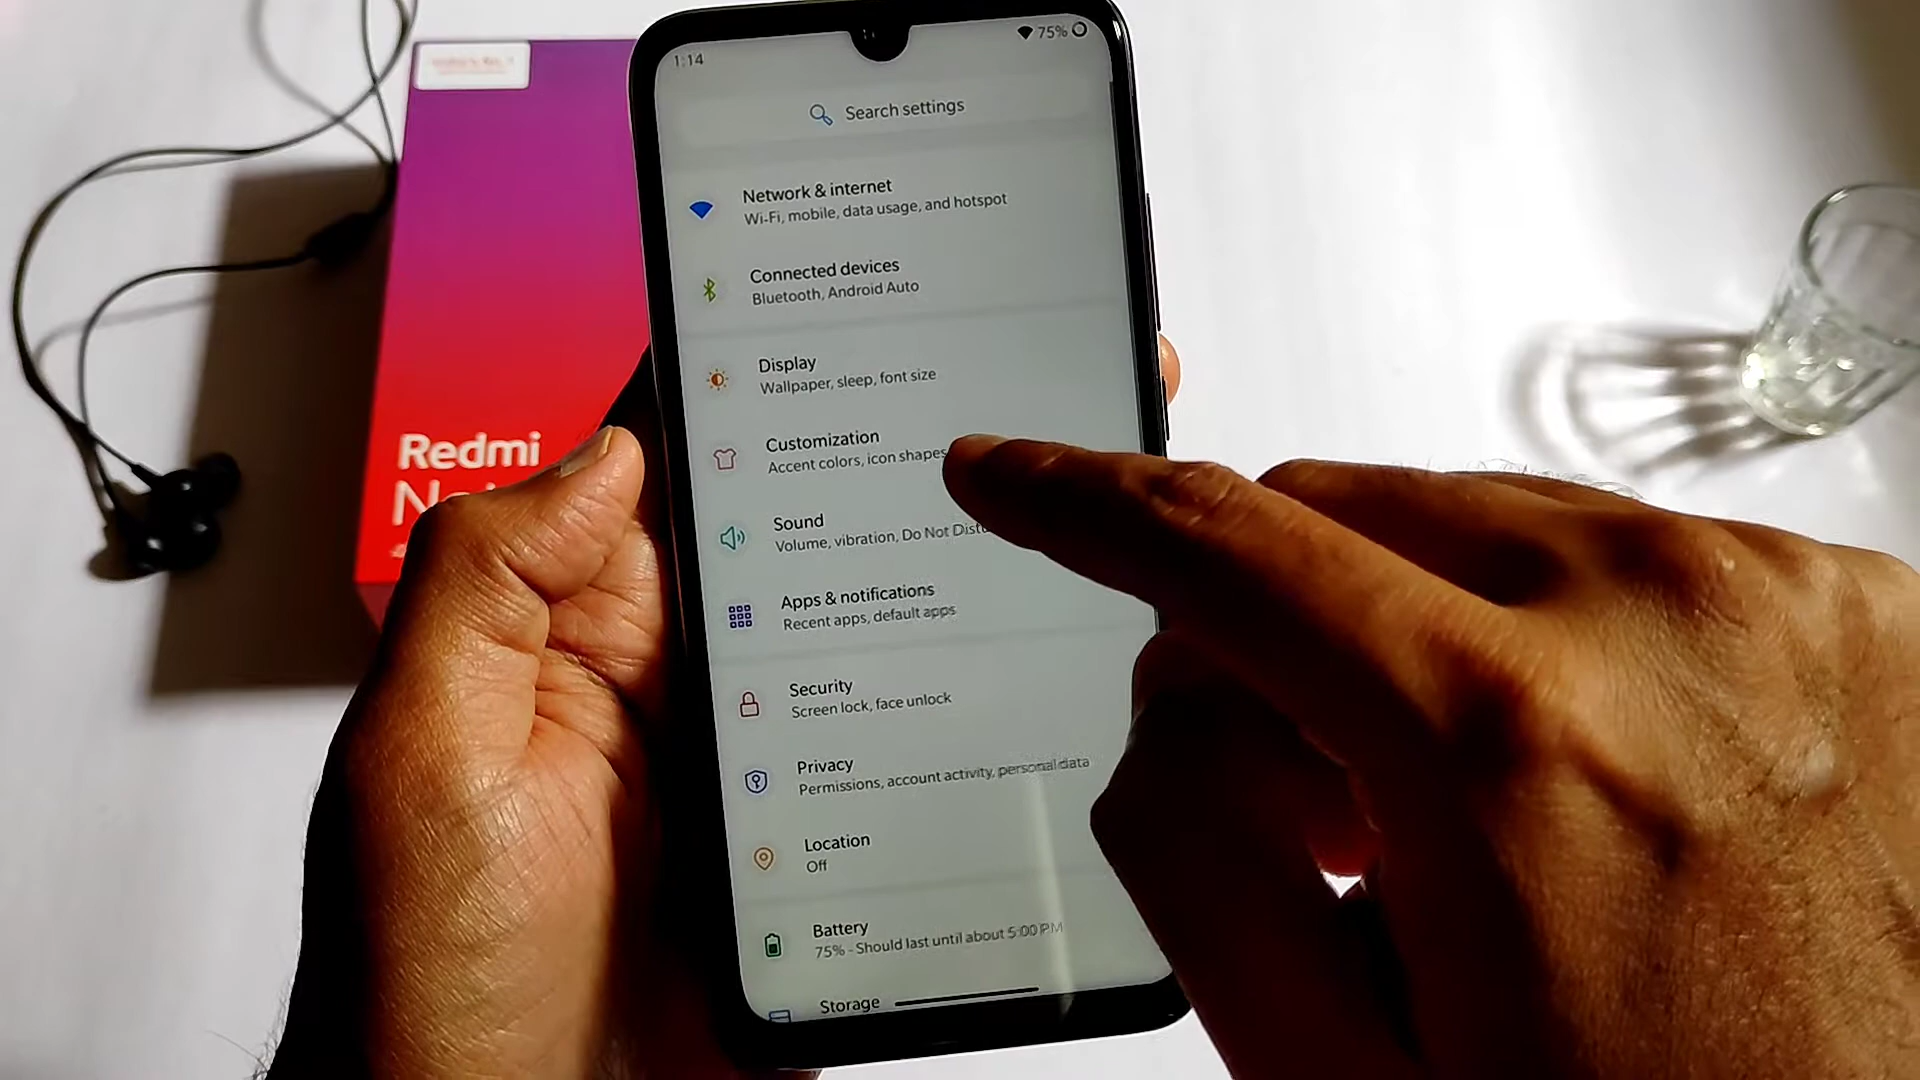 1:14
75%
Search settings
Network & internet
Wi-Fi, mobile, data usage, and hotspot
Connected devices
Bluetooth, Android Auto
Display
Wallpaper, sleep, font size
Customization
Accent colors, icon shapes
Sound
Volume, vibration, Do Not Distu
Apps & notifications
Recent apps, default apps
Security
Screen lock, face unlock
Privacy
Permissions, account activity, personal data
Location
Off
Battery
75% - Should last until about 5:00 PM
Storage
Redmi